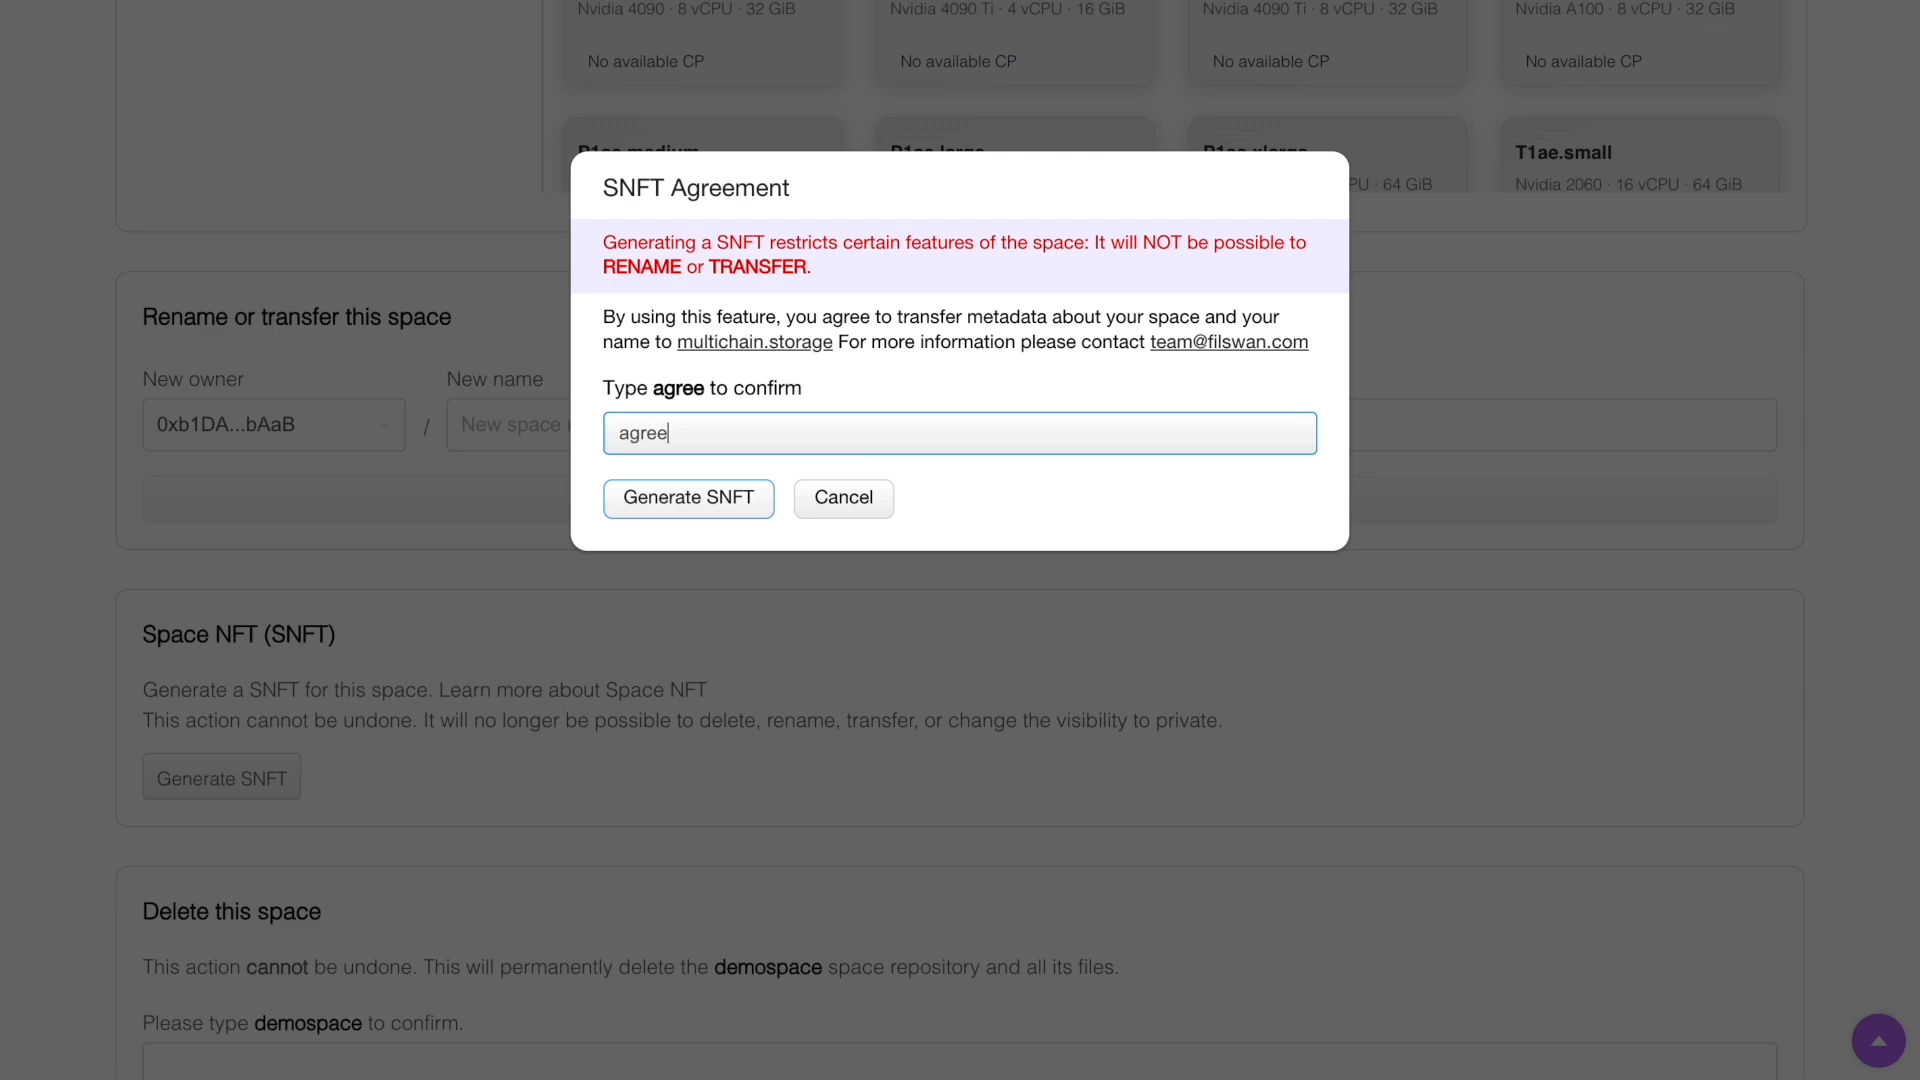 Nvidia 4090 · 8 vCPU · 32 GiB
Nvidia 4090 Ti · 4 vCPU · 16 GiB
Nvidia 4090 Ti · 8 vCPU · 32 GiB
Nvidia A100 · 8 vCPU · 32 GiB
No available CP
No available CP
No available CP
No available CP
T1ae.small
PU · 64 GiB
Nvidia 2060 · 16 vCPU · 64 GiB
SNFT Agreement
Generating a SNFT restricts certain features of the space: It will NOT be possible to
RENAME or TRANSFER.
By using this feature, you agree to transfer metadata about your space and your
name to multichain.storage For more information please contact team@filswan.com
Type agree to confirm
agree
Generate SNFT
Cancel
Rename or transfer this space
New owner
New name
0xb1DA...bAaB
/
New space
Space NFT (SNFT)
Generate a SNFT for this space. Learn more about Space NFT
This action cannot be undone. It will no longer be possible to delete, rename, transfer, or change the visibility to private.
Generate SNFT
Delete this space
This action cannot be undone. This will permanently delete the demospace space repository and all its files.
Please type demospace to confirm.